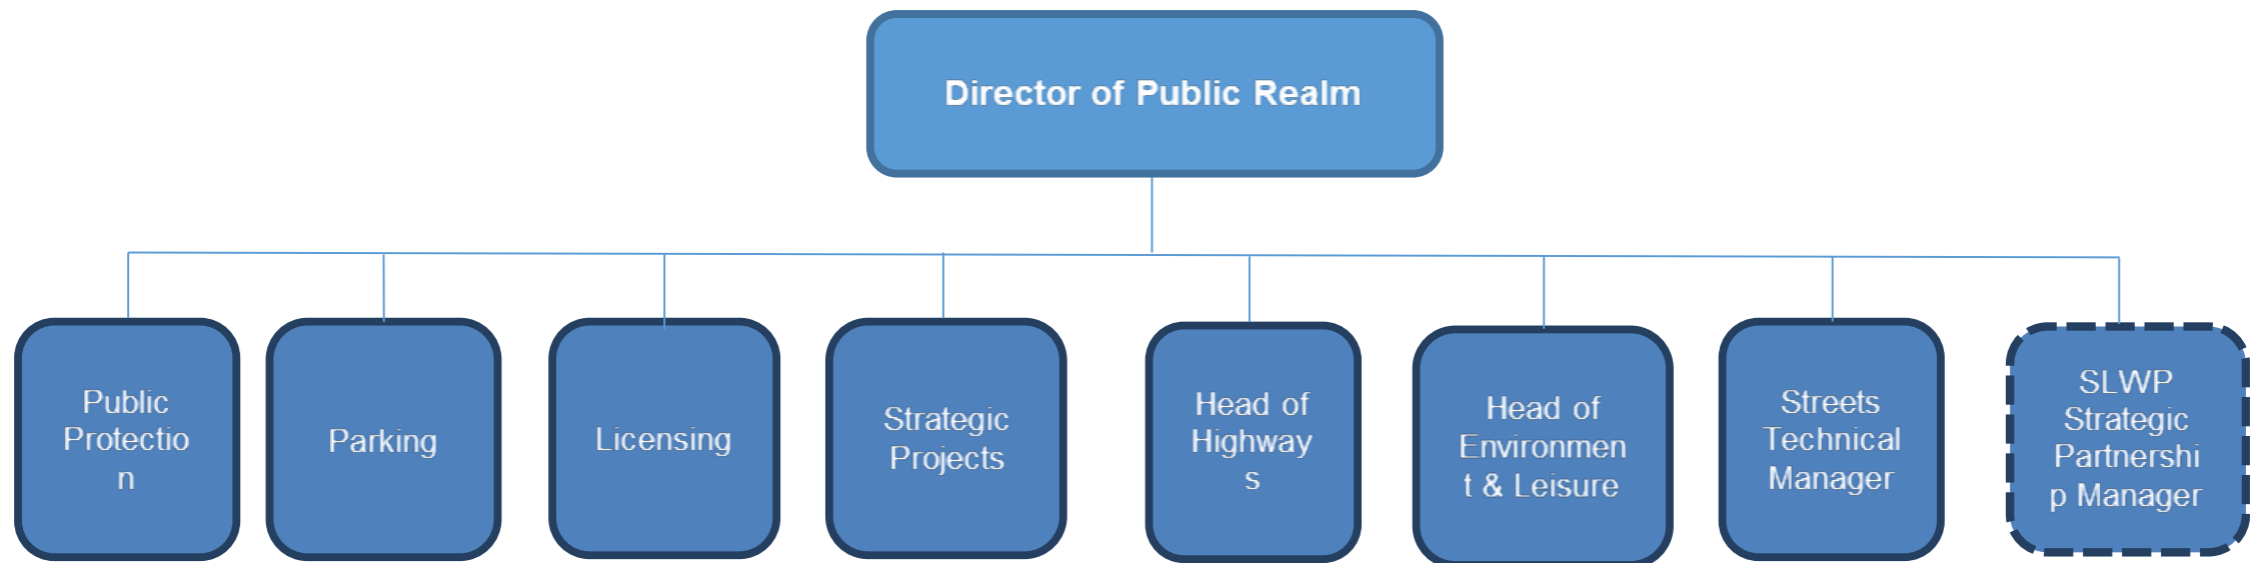 Director of Public Realm
Public
Protectio
n
Parking
Licensing
Strategic
Projects
Head of
Highway
s
Head of
Environmen
t & Leisure
Streets
Technical
Manager
SLWP
Strategic
Partnershi
p Manager